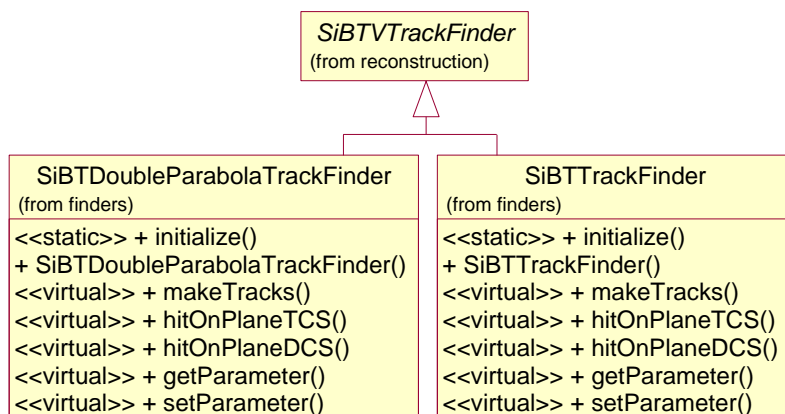 SiBTVTrackFinder
(from reconstruction)
SiBTDoubleParabolaTrackFinder
(from finders)
<<static>> + initialize()
+ SiBTDoubleParabolaTrackFinder()
<<virtual>> + makeTracks()
<<virtual>> + hitOnPlaneTCS()
<<virtual>> + hitOnPlaneDCS()
<<virtual>> + getParameter()
<<virtual>> + setParameter()
SiBTTrackFinder
(from finders)
<<static>> + initialize()
+ SiBTTrackFinder()
<<virtual>> + makeTracks()
<<virtual>> + hitOnPlaneTCS()
<<virtual>> + hitOnPlaneDCS()
<<virtual>> + getParameter()
<<virtual>> + setParameter()